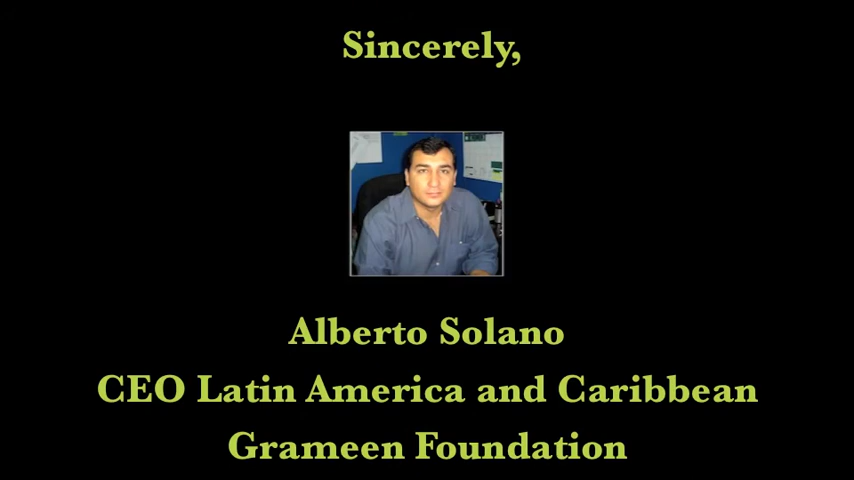 Sincerely,
Alberto Solano
CEO Latin America and Caribbean
Grameen Foundation